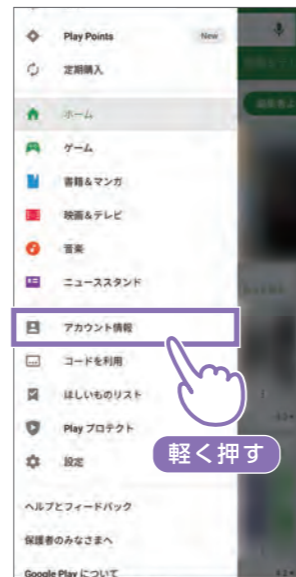 Play Points
New
定期購入
ホーム
ゲーム
書籍&マンガ
映画&テレビ
音楽
ニューススタンド
アカウント情報
コードを利用
ほしいものリスト
Play プロテクト
設定
軽く押す
ヘルプとフィードバック
保護者のみなさまへ
Google Play について